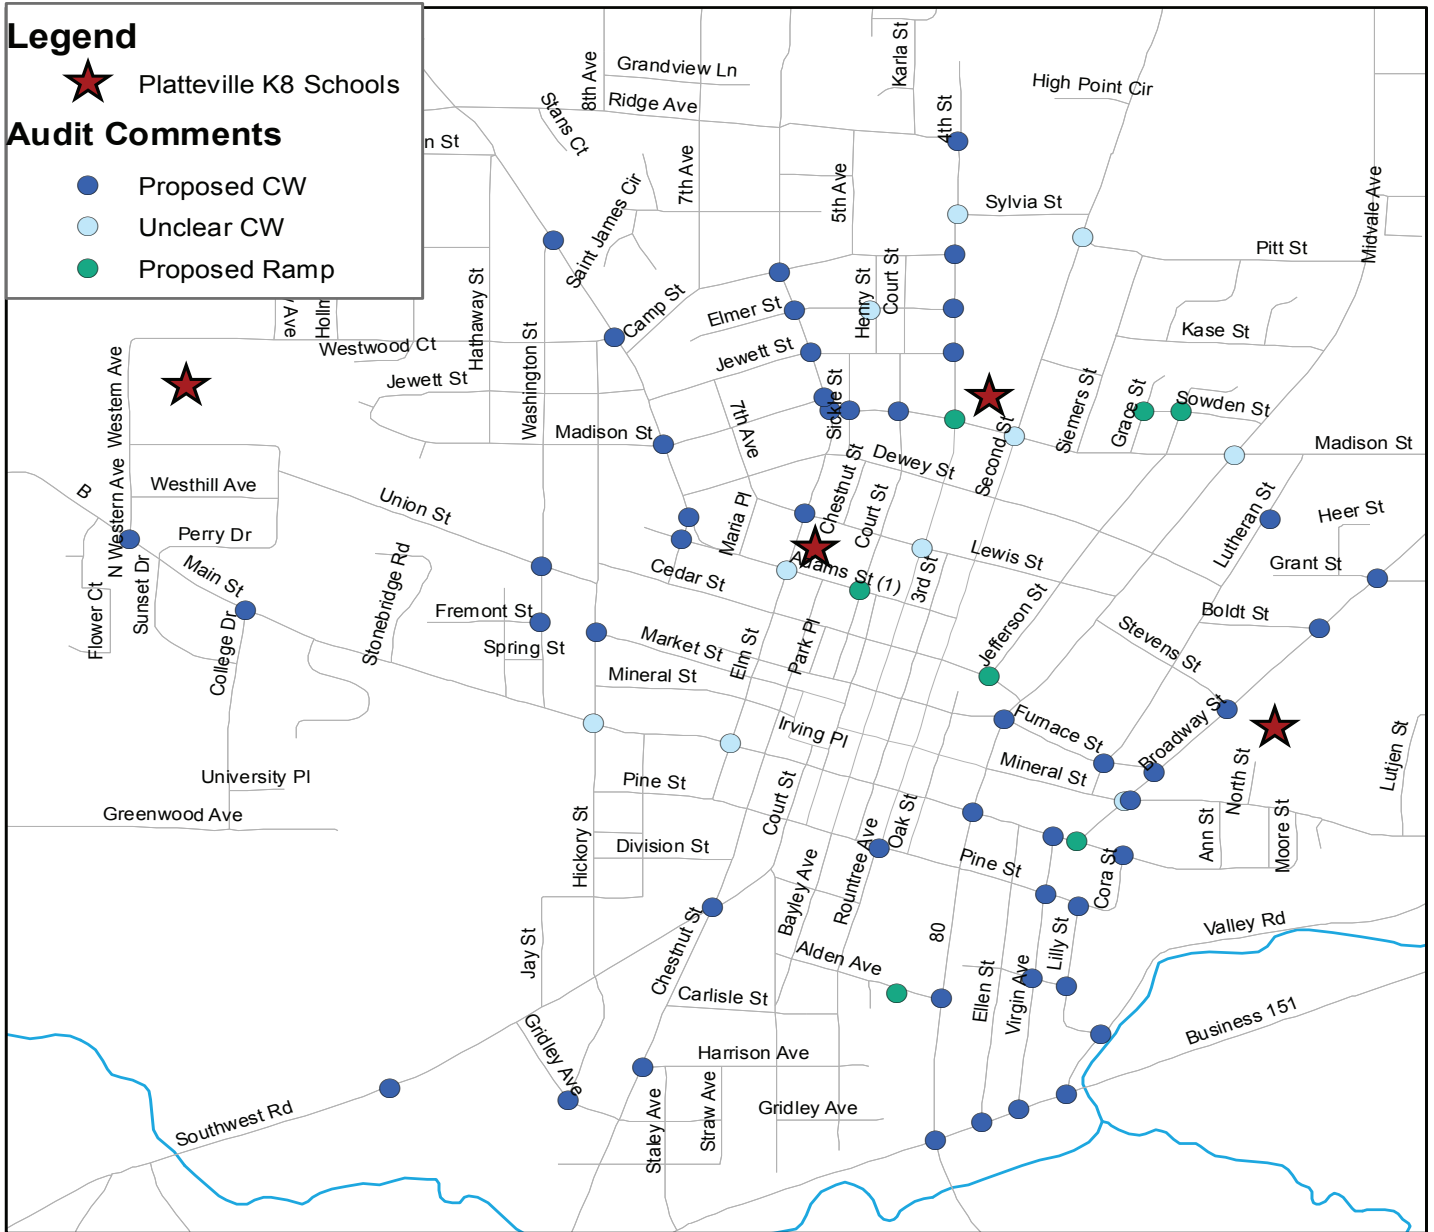 Legend
Platteville K8 Schools
Audit Comments
Proposed CW
Unclear CW
Proposed Ramp
8th Ave
Grandview Ln
Ridge Ave
Karla St
High Point Cir
Stans Ct
4th St
n St
7th Ave
5th Ave
Midvale Ave
Saint James Cir
Sylvia St
Pitt St
Hathaway St
Camp St
Elmer St
Henry St
Court St
Ave
Kase St
Westwood Ct
Washington St
Jewett St
Jewett St
N Western Ave
Western Ave
Sickle St
Siemers St
Grace St
Sowden St
Madison St
7th Ave
Second St
Madison St
Dewey St
Chestnut St
Court St
B
Westhill Ave
Union St
Maria Pl
Lutheran St
Heer St
Perry Dr
Lewis St
Grant St
Main St
Sunset Dr
Stonebridge Rd
Cedar St
Adams St (1)
3rd St
Flower Ct
College Dr
Fremont St
Spring St
Market St
Mineral St
Elm St
Park Pl
Jefferson St
Boldt St
Stevens St
Irving Pl
Furnace St
Mineral St
Broadway St
Lutjen St
University Pl
Greenwood Ave
Pine St
Court St
North St
Hickory St
Division St
Rountree Ave
Oak St
Pine St
Cora St
Ann St
Moore St
Bayley Ave
80
Lilly St
Valley Rd
Jay St
Chestnut St
Alden Ave
Carlisle St
Ellen St
Virgin Ave
Business 151
Gridley Ave
Harrison Ave
Southwest Rd
Staley Ave
Straw Ave
Gridley Ave